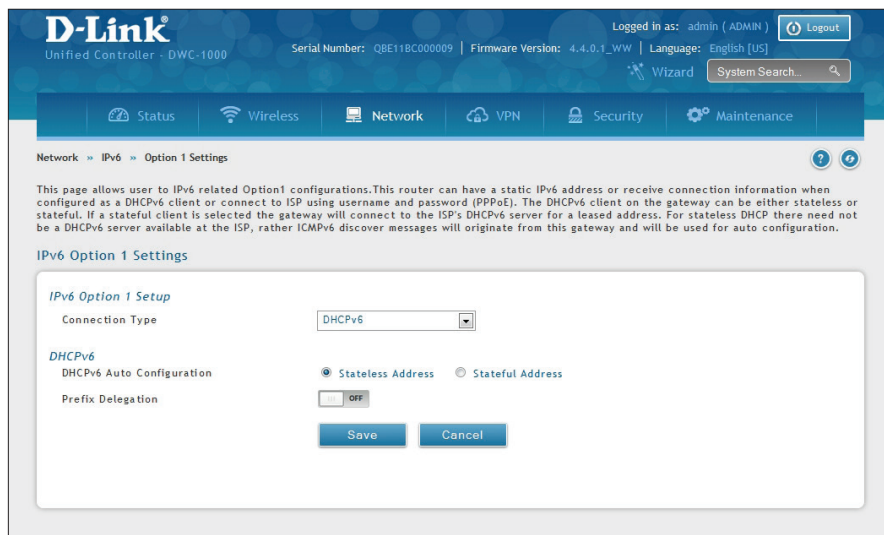 D-Link®
Unified Controller - DWC-1000
Logged in as: admin ( ADMIN ) Logout
Serial Number: QBE11BC000009 | Firmware Version: 4.4.0.1_WW | Language: English [US]
Wizard System Search...
Status Wireless Network VPN Security Maintenance
Network » IPv6 » Option 1 Settings
?
This page allows user to IPv6 related Option1 configurations.This router can have a static IPv6 address or receive connection information when
configured as a DHCPv6 client or connect to ISP using username and password (PPPoE). The DHCPv6 client on the gateway can be either stateless or
stateful. If a stateful client is selected the gateway will connect to the ISP's DHCPv6 server for a leased address. For stateless DHCP there need not
be a DHCPv6 server available at the ISP, rather ICMPv6 discover messages will originate from this gateway and will be used for auto configuration.
IPv6 Option 1 Settings
IPv6 Option 1 Setup
Connection Type DHCPv6
DHCPv6
DHCPv6 Auto Configuration Stateless Address Stateful Address
Prefix Delegation OFF
Save Cancel